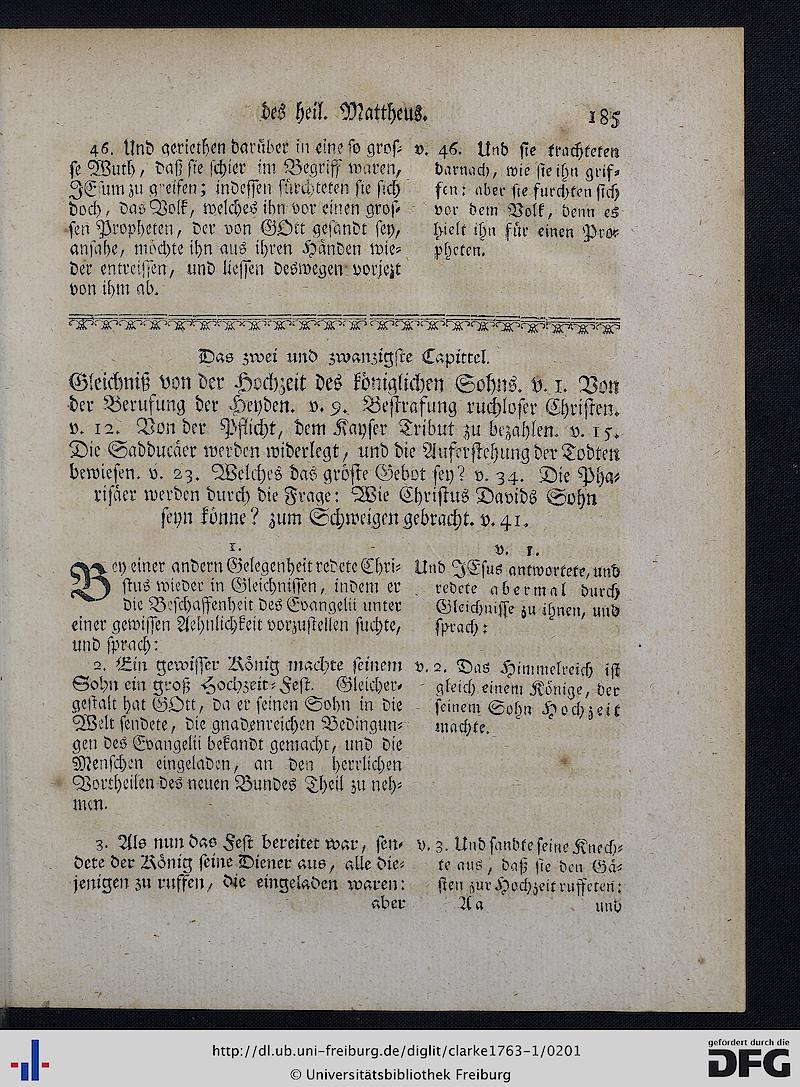 des heil. Mattheus. 185
46. Und geriethen darüber in eine so gros-
se Wuth, daß sie schier im Begriff waren,
JEsum zu greifen; indessen fürchteten sie sich
doch, das Volk, welches ihn vor einen gros-
sen Propheten, der von GOtt gesandt sey,
ansahe, möchte ihn aus ihren Händen wie-
der entreissen, und liessen deswegen vorjezt
von ihm ab.
v. 46. Und sie trachteten
darnach, wie sie ihn grif-
fen: aber sie furchten sich
vor dem Volk, denn es
hielt ihn für einen Pro-
pheten.
Das zwei und zwanzigste Capittel.
Gleichniß von der Hochzeit des königlichen Sohns. v. 1. Von
der Berufung der Heyden. v. 9. Bestrafung ruchloser Christen.
v. 12. Von der Pflicht, dem Kayser Tribut zu bezahlen. v. 15.
Die Sadducäer werden widerlegt, und die Auferstehung der Todten
bewiesen. v. 23. Welches das gröste Gebot sey? v. 34. Die Pha-
risäer werden durch die Frage: Wie Christus Davids Sohn
seyn könne? zum Schweigen gebracht. v. 41.
1.
Bey einer andern Gelegenheit redete Chri-
stus wieder in Gleichnissen, indem er
die Beschaffenheit des Evangelii unter
einer gewissen Aehnlichkeit vorzustellen suchte,
und sprach:
2. Ein gewisser König machte seinem
Sohn ein groß Hochzeit-Fest. Gleicher-
gestalt hat GOtt, da er seinen Sohn in die
Welt sendete, die gnadenreichen Bedingun-
gen des Evangelii bekandt gemacht, und die
Menschen eingeladen, an den herrlichen
Vortheilen des neuen Bundes Theil zu neh-
men.
3. Als nun das Fest bereitet war, sen-
dete der König seine Diener aus, alle die-
jenigen zu ruffen, die eingeladen waren:
aber
v. 1.
Und JEsus antwortete, und
redete abermal durch
Gleichnisse zu ihnen, und
sprach:
v. 2. Das Himmelreich ist
gleich einem Könige, der
seinem Sohn Hochzeit
machte.
v. 3. Und sandte seine Knech-
te aus, daß sie den Gä-
sten zur Hochzeit ruffeten:
Aa und
http://dl.ub.uni-freiburg.de/diglit/clarke1763-1/0201
© Universitätsbibliothek Freiburg
gefördert durch die
DFG